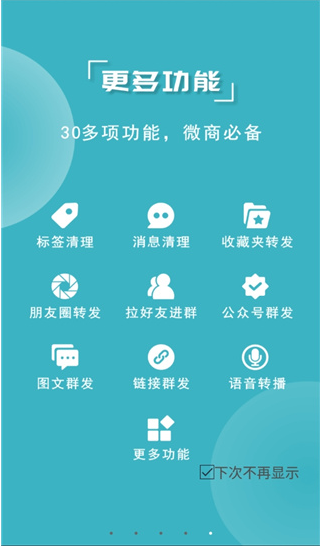 更多功能
30多项功能，微商必备
标签清理 消息清理 收藏夹转发
朋友圈转发 拉好友进群 公众号群发
图文群发 链接群发 语音转播
更多功能
下次不再显示